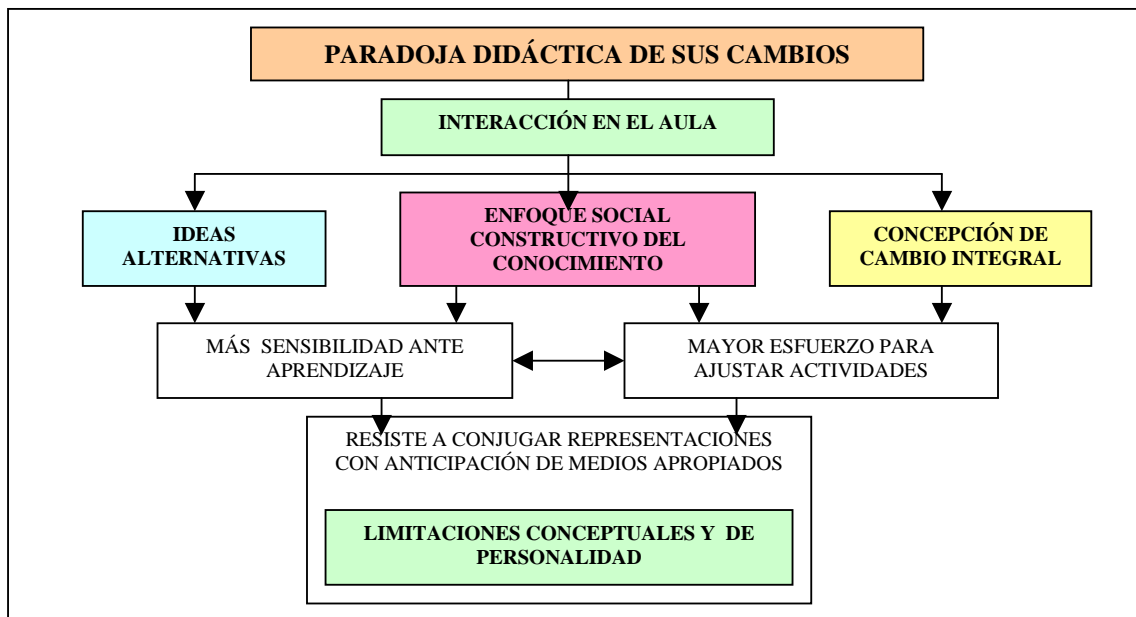 PARADOJA DIDÁCTICA DE SUS CAMBIOS
INTERACCIÓN EN EL AULA
IDEAS
ALTERNATIVAS
ENFOQUE SOCIAL
CONSTRUCTIVO DEL
CONOCIMIENTO
CONCEPCIÓN DE
CAMBIO INTEGRAL
MÁS SENSIBILIDAD ANTE
APRENDIZAJE
MAYOR ESFUERZO PARA
AJUSTAR ACTIVIDADES
RESISTE A CONJUGAR REPRESENTACIONES
CON ANTICIPACIÓN DE MEDIOS APROPIADOS
LIMITACIONES CONCEPTUALES Y DE
PERSONALIDAD